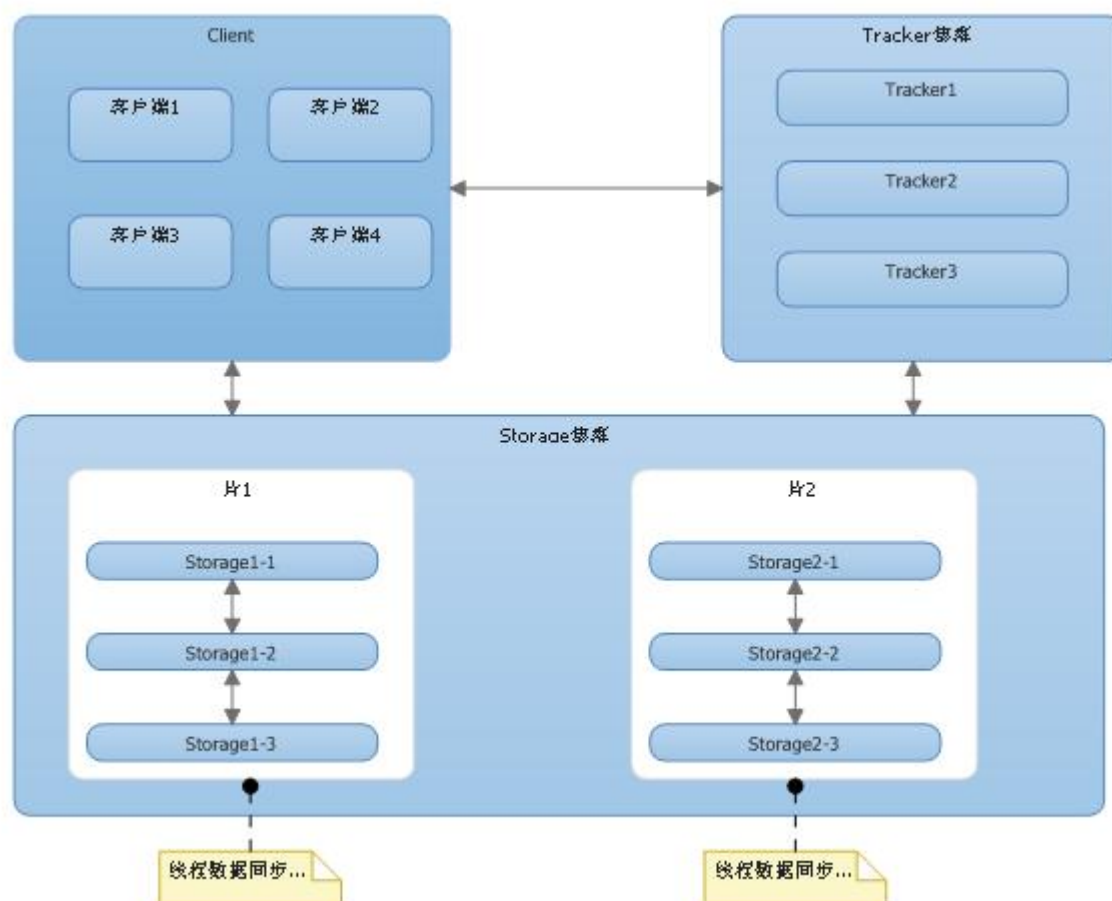 Client
Tracker集群
客户端1
客户端2
客户端3
客户端4
Tracker1
Tracker2
Tracker3
Storage集群
片1
片2
Storage1-1
Storage2-1
Storage1-2
Storage2-2
Storage1-3
Storage2-3
线程数据同步...
线程数据同步...